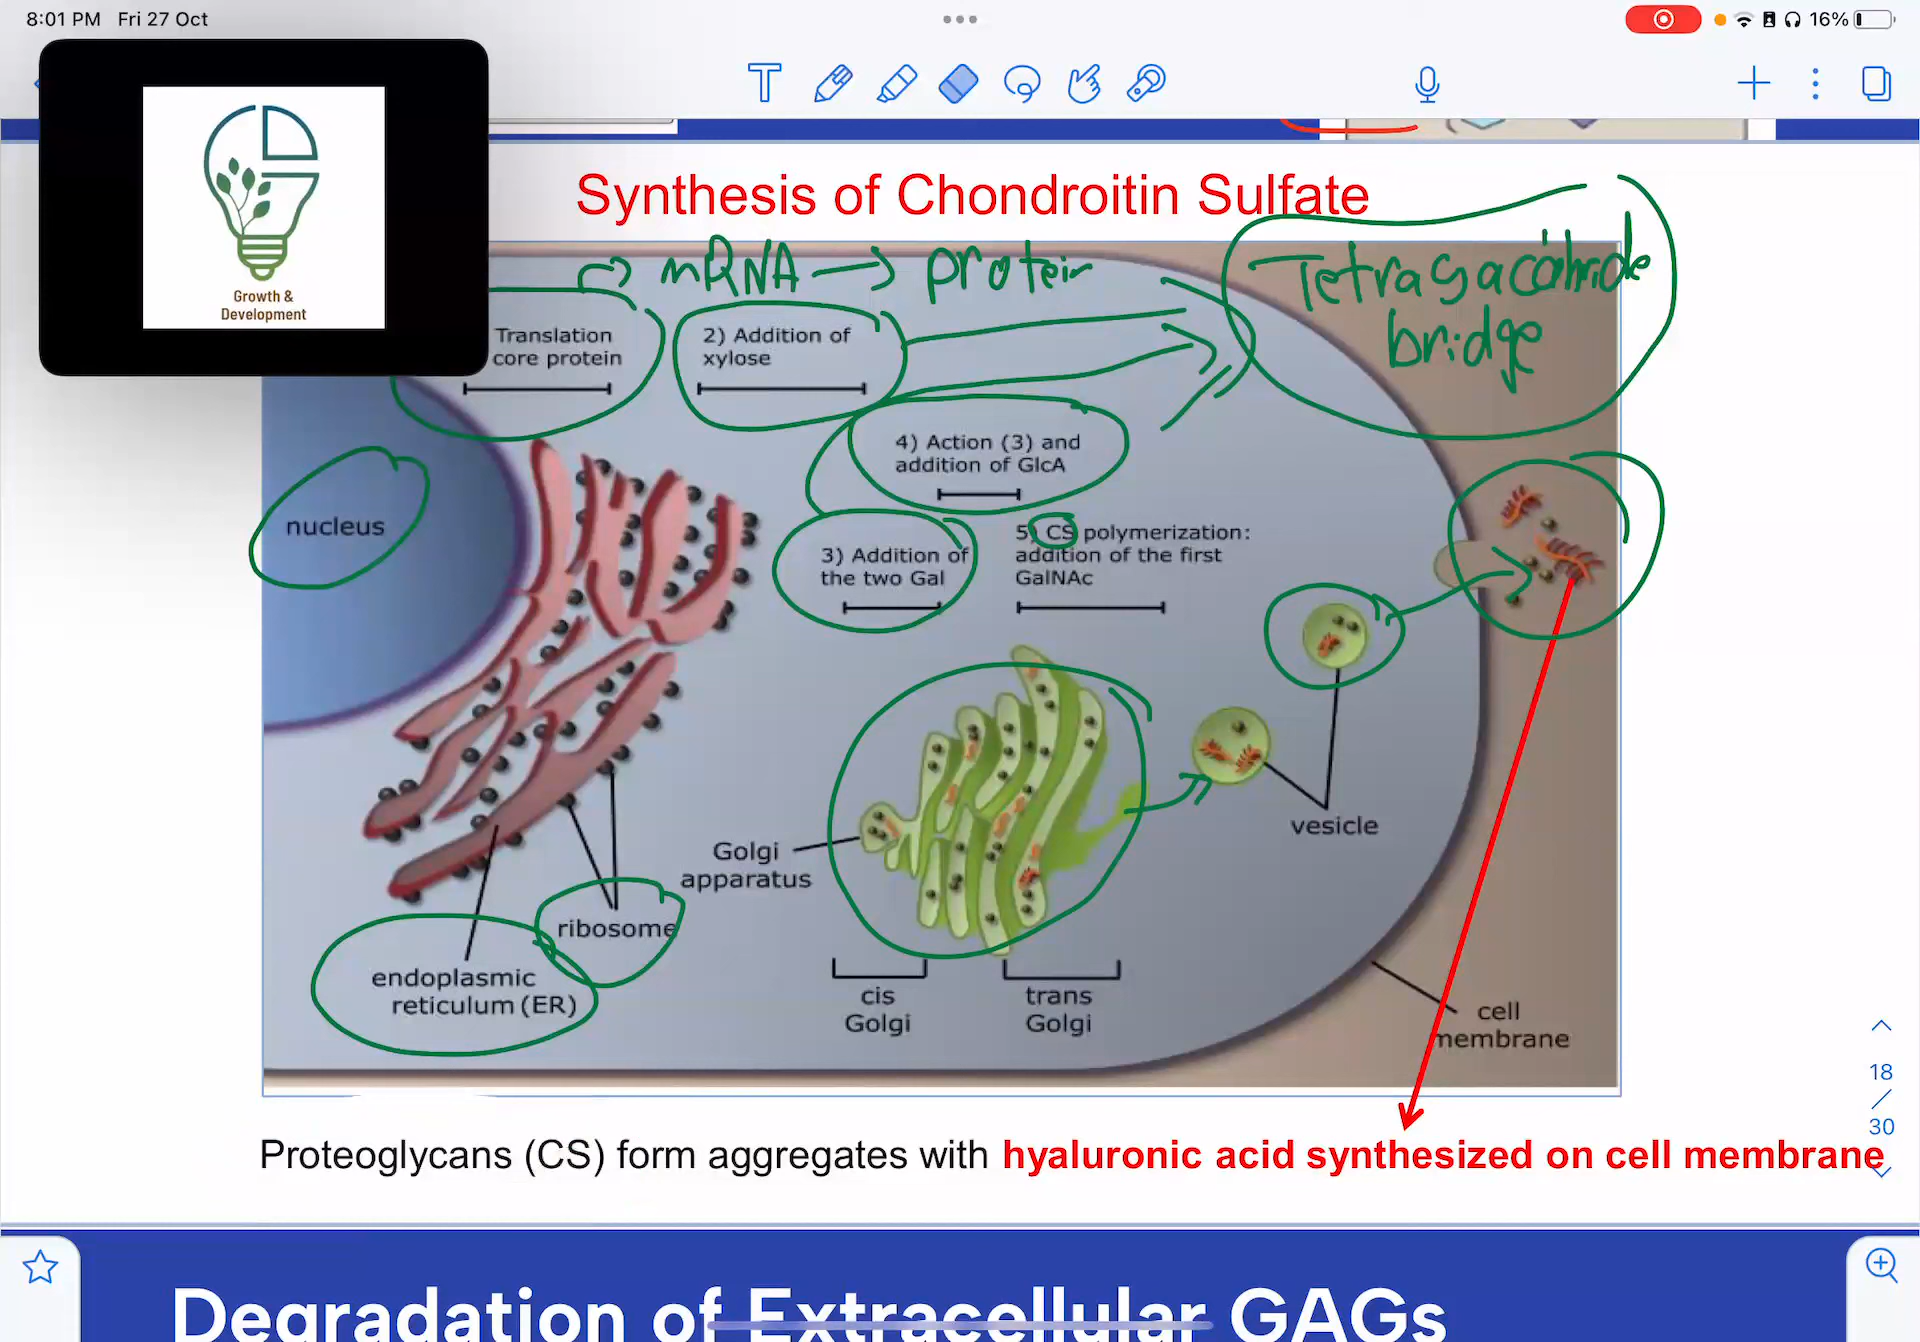 8:01 PM Fri 27 Oct
16%
Growth &
Development
Synthesis of Chondroitin Sulfate
mRNA → protein
Tetrasaccahride
bridge
Translation
core protein
2) Addition of
xylose
4) Action (3) and
addition of GlcA
nucleus
3) Addition of
the two Gal
5) CS polymerization:
addition of the first
GalNAc
vesicle
Golgi
apparatus
ribosome
endoplasmic
reticulum (ER)
cis
Golgi
trans
Golgi
cell
membrane
18
/
30
Proteoglycans (CS) form aggregates with hyaluronic acid synthesized on cell membrane
Degradation of Extracellular GAGs